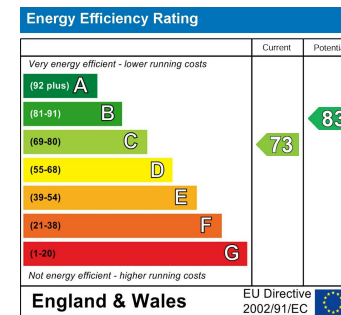 Energy Efficiency Rating
Current Potenti
Very energy efficient - lower running costs
(92 plus) A
(81-91) B
83
(69-80) C
73
(55-68) D
(39-54) E
(21-38) F
(1-20) G
Not energy efficient - higher running costs
England & Wales
EU Directive
2002/91/EC